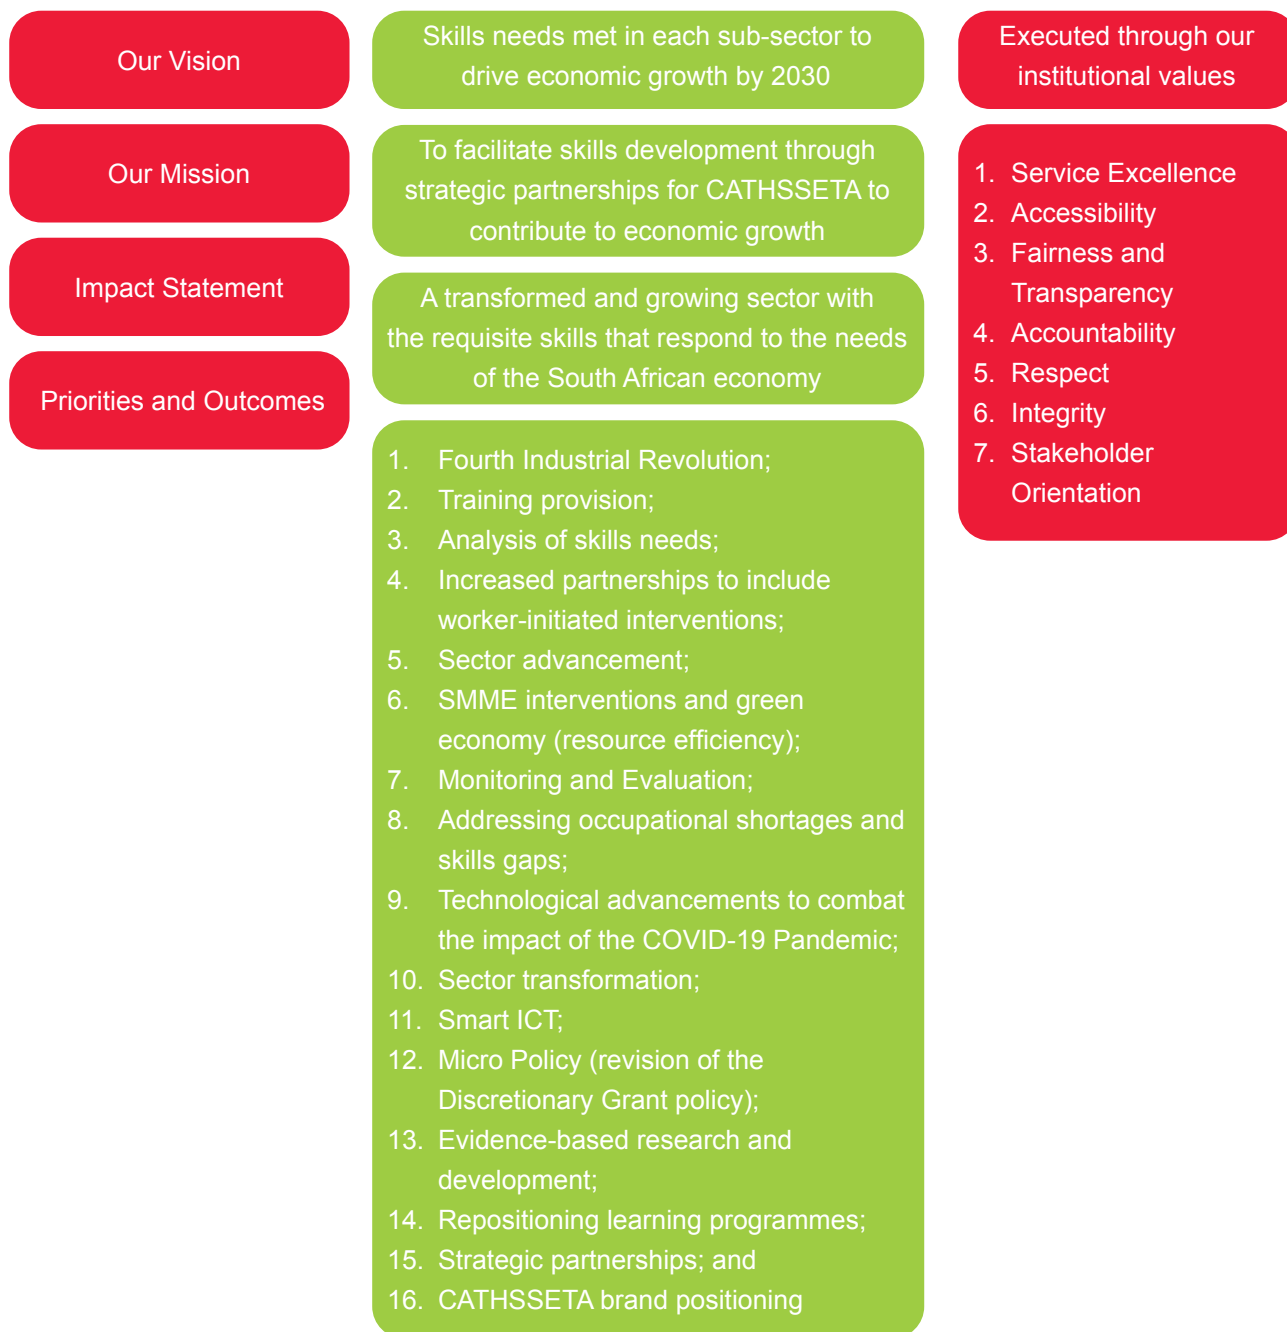 Our Vision
Skills needs met in each sub-sector to
drive economic growth by 2030
Our Mission
To facilitate skills development through
strategic partnerships for CATHSSETA to
contribute to economic growth
Impact Statement
A transformed and growing sector with
the requisite skills that respond to the needs
of the South African economy
Priorities and Outcomes
1. Fourth Industrial Revolution;
2. Training provision;
3. Analysis of skills needs;
4. Increased partnerships to include
worker-initiated interventions;
5. Sector advancement;
6. SMME interventions and green
economy (resource efficiency);
7. Monitoring and Evaluation;
8. Addressing occupational shortages and
skills gaps;
9. Technological advancements to combat
the impact of the COVID-19 Pandemic;
10. Sector transformation;
11. Smart ICT;
12. Micro Policy (revision of the
Discretionary Grant policy);
13. Evidence-based research and
development;
14. Repositioning learning programmes;
15. Strategic partnerships; and
16. CATHSSETA brand positioning
Executed through our
institutional values
1. Service Excellence
2. Accessibility
3. Fairness and
Transparency
4. Accountability
5. Respect
6. Integrity
7. Stakeholder
Orientation